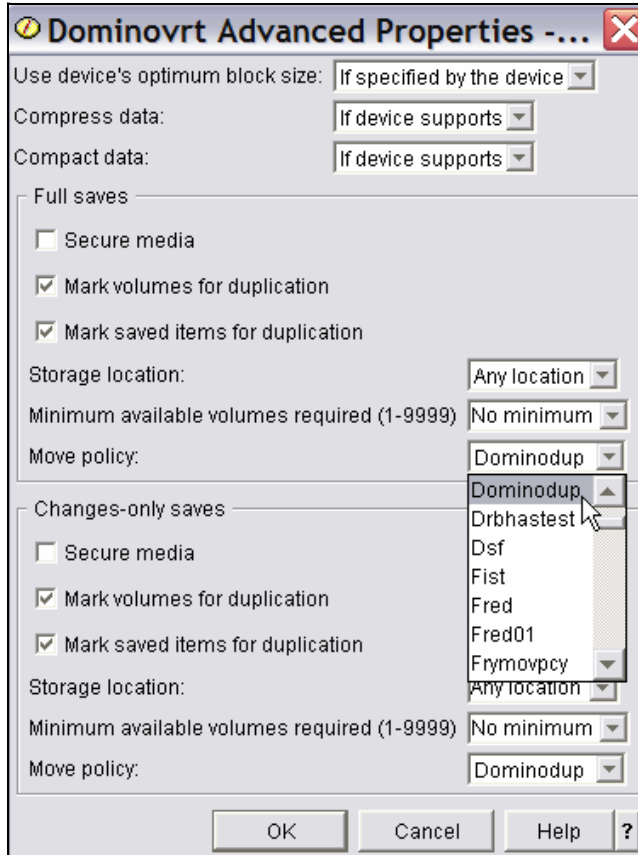 Dominovrt Advanced Properties -...
Use device's optimum block size: If specified by the device
Compress data: If device supports
Compact data: If device supports
Full saves
Secure media
Mark volumes for duplication
Mark saved items for duplication
Storage location: Any location
Minimum available volumes required (1-9999) No minimum
Move policy: Dominodup
Dominodup
Drbhastest
Dsf
Fist
Fred
Fred01
Frymovpcy
Changes-only saves
Secure media
Mark volumes for duplication
Mark saved items for duplication
Storage location: Any location
Minimum available volumes required (1-9999) No minimum
Move policy: Dominodup
OK Cancel Help ?